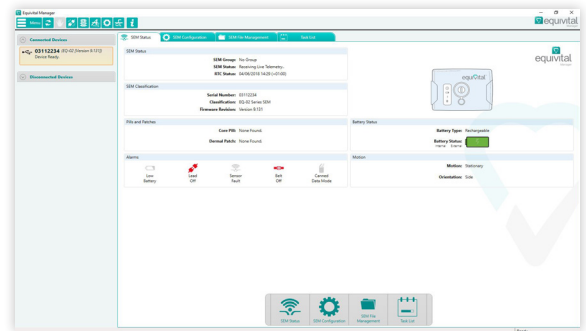 Equivital Manager
Menu
equivital
Connected Devices
03112234 (EQ-02 [Version 9.131])
Device Ready.
Disconnected Devices
SEM Status
SEM Configuration
SEM File Management
Task List
SEM Status
SEM Group: No Group
SEM Status: Receiving Live Telemetry...
RTC Status: 04/06/2018 14:25 (+01:00)
equivital
SEM Classification
Serial Number: 03112234
Classification: EQ-02 Series SEM
Firmware Revision: Version 9.131
equivital
Pills and Patches
Core Pill: None Found.
Dermal Patch: None Found.
Battery Status
Battery Type: Rechargeable
Battery Status:
Alarms
Low Battery
Lead Off
Sensor Fault
Belt Off
Canned Data Mode
Motion
Motion: Stationary
Orientation: Side
SEM Status
SEM Configuration
SEM File Management
Task List